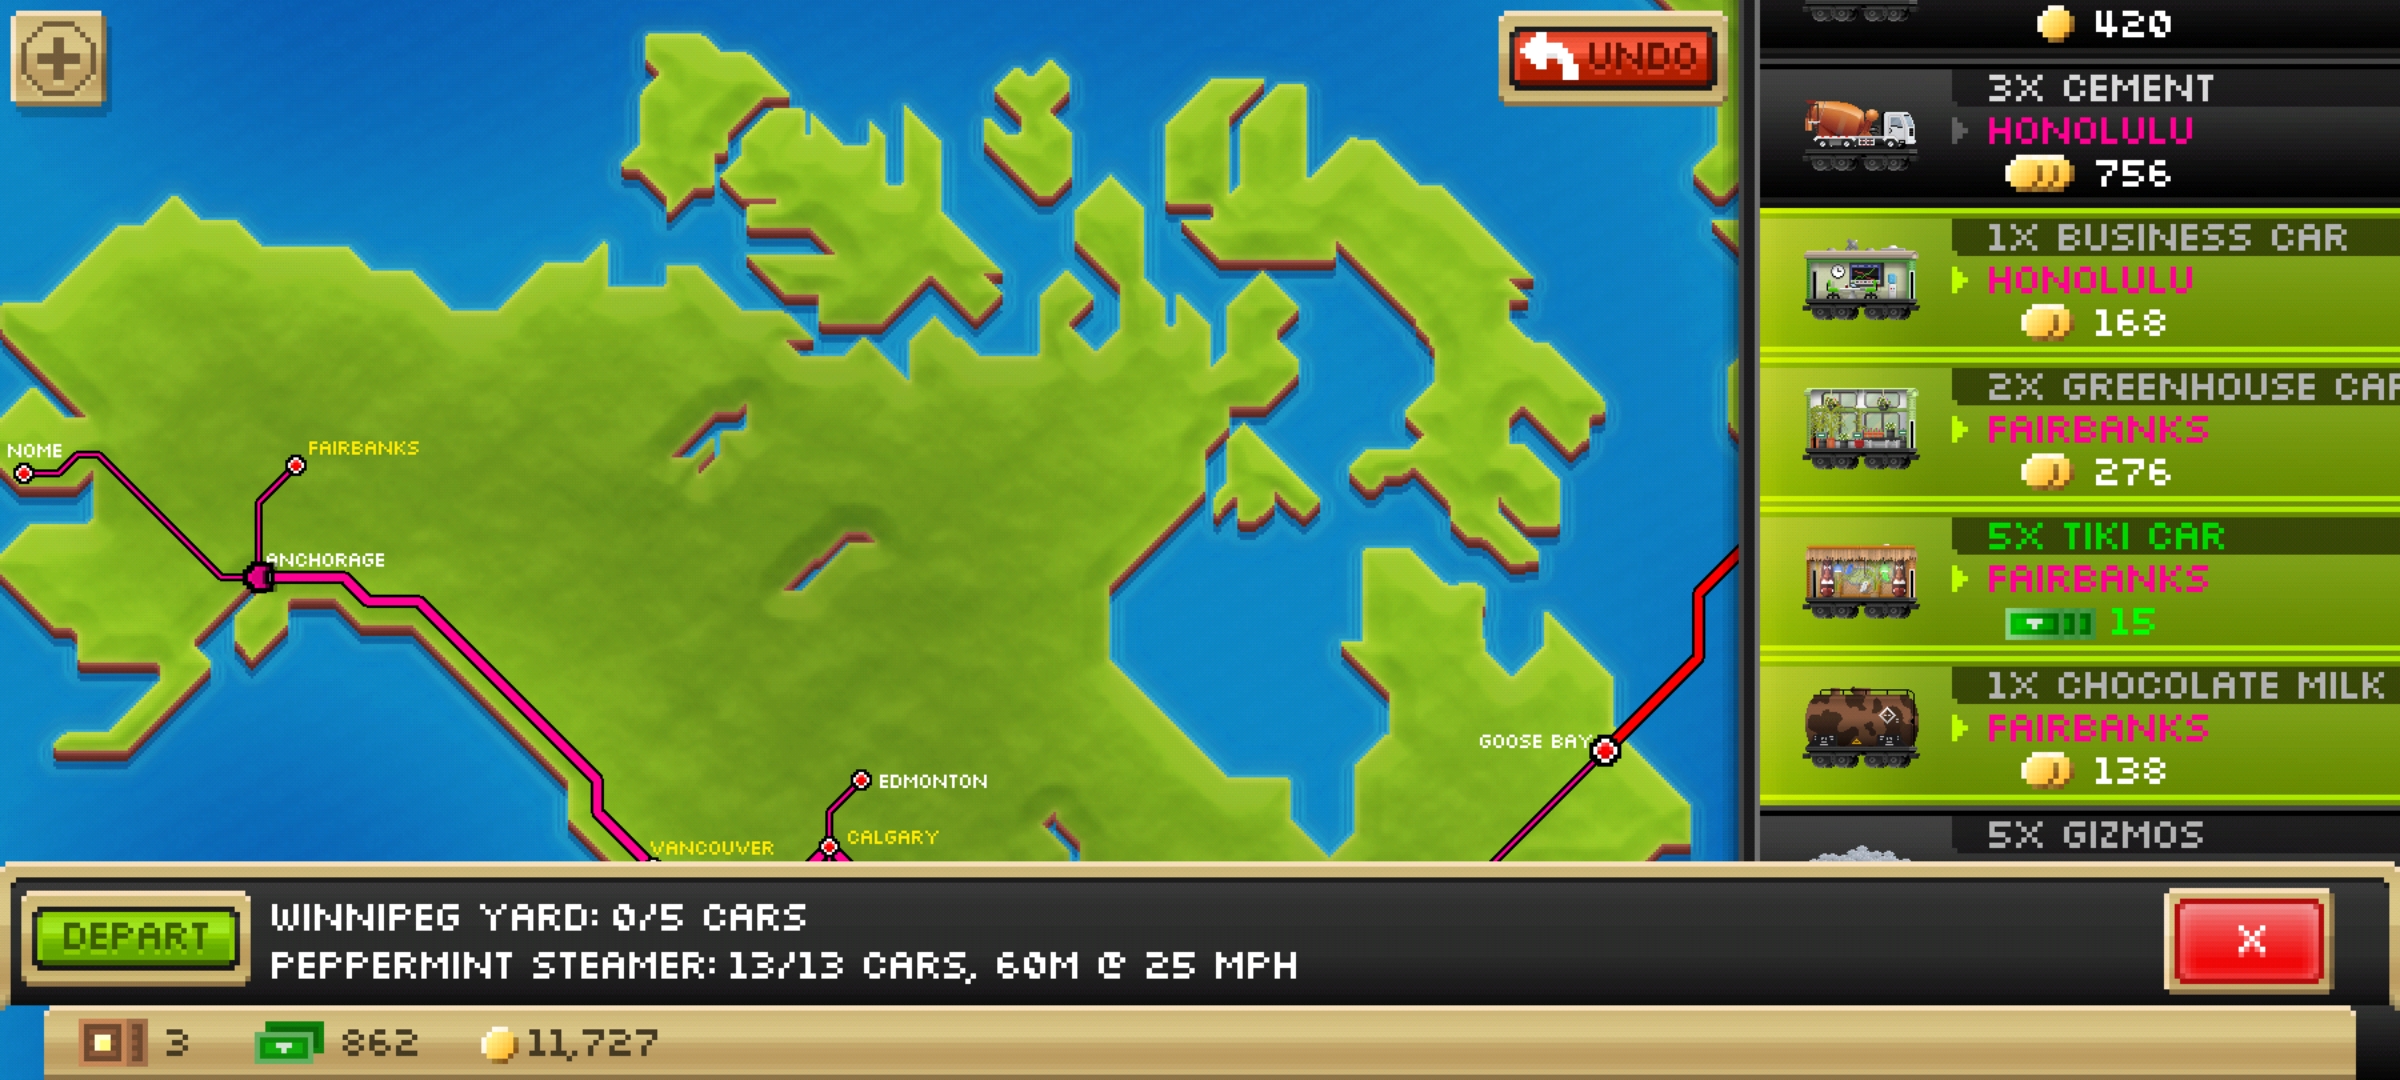 UNDO
420
3X CEMENT
HONOLULU
756
1X BUSINESS CAR
HONOLULU
168
2X GREENHOUSE CAR
FAIRBANKS
276
5X TIKI CAR
FAIRBANKS
15
1X CHOCOLATE MILK
FAIRBANKS
138
5X GIZMOS
NOME
FAIRBANKS
ANCHORAGE
GOOSE BAY
EDMONTON
CALGARY
VANCOUVER
DEPART
WINNIPEG YARD: 0/5 CARS
PEPPERMINT STEAMER: 13/13 CARS, 60M @ 25 MPH
X
3
862
11,727